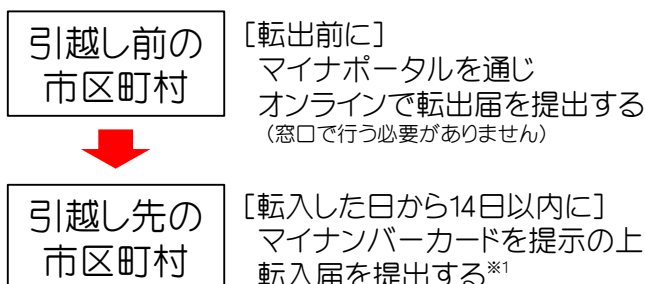 引越し前の
市区町村
[転出前に]
マイナポータルを通じ
オンラインで転出届を提出する
(窓口で行う必要がありません)
引越し先の
市区町村
[転入した日から14日以内に]
マイナンバーカードを提示の上
転入届を提出する※1